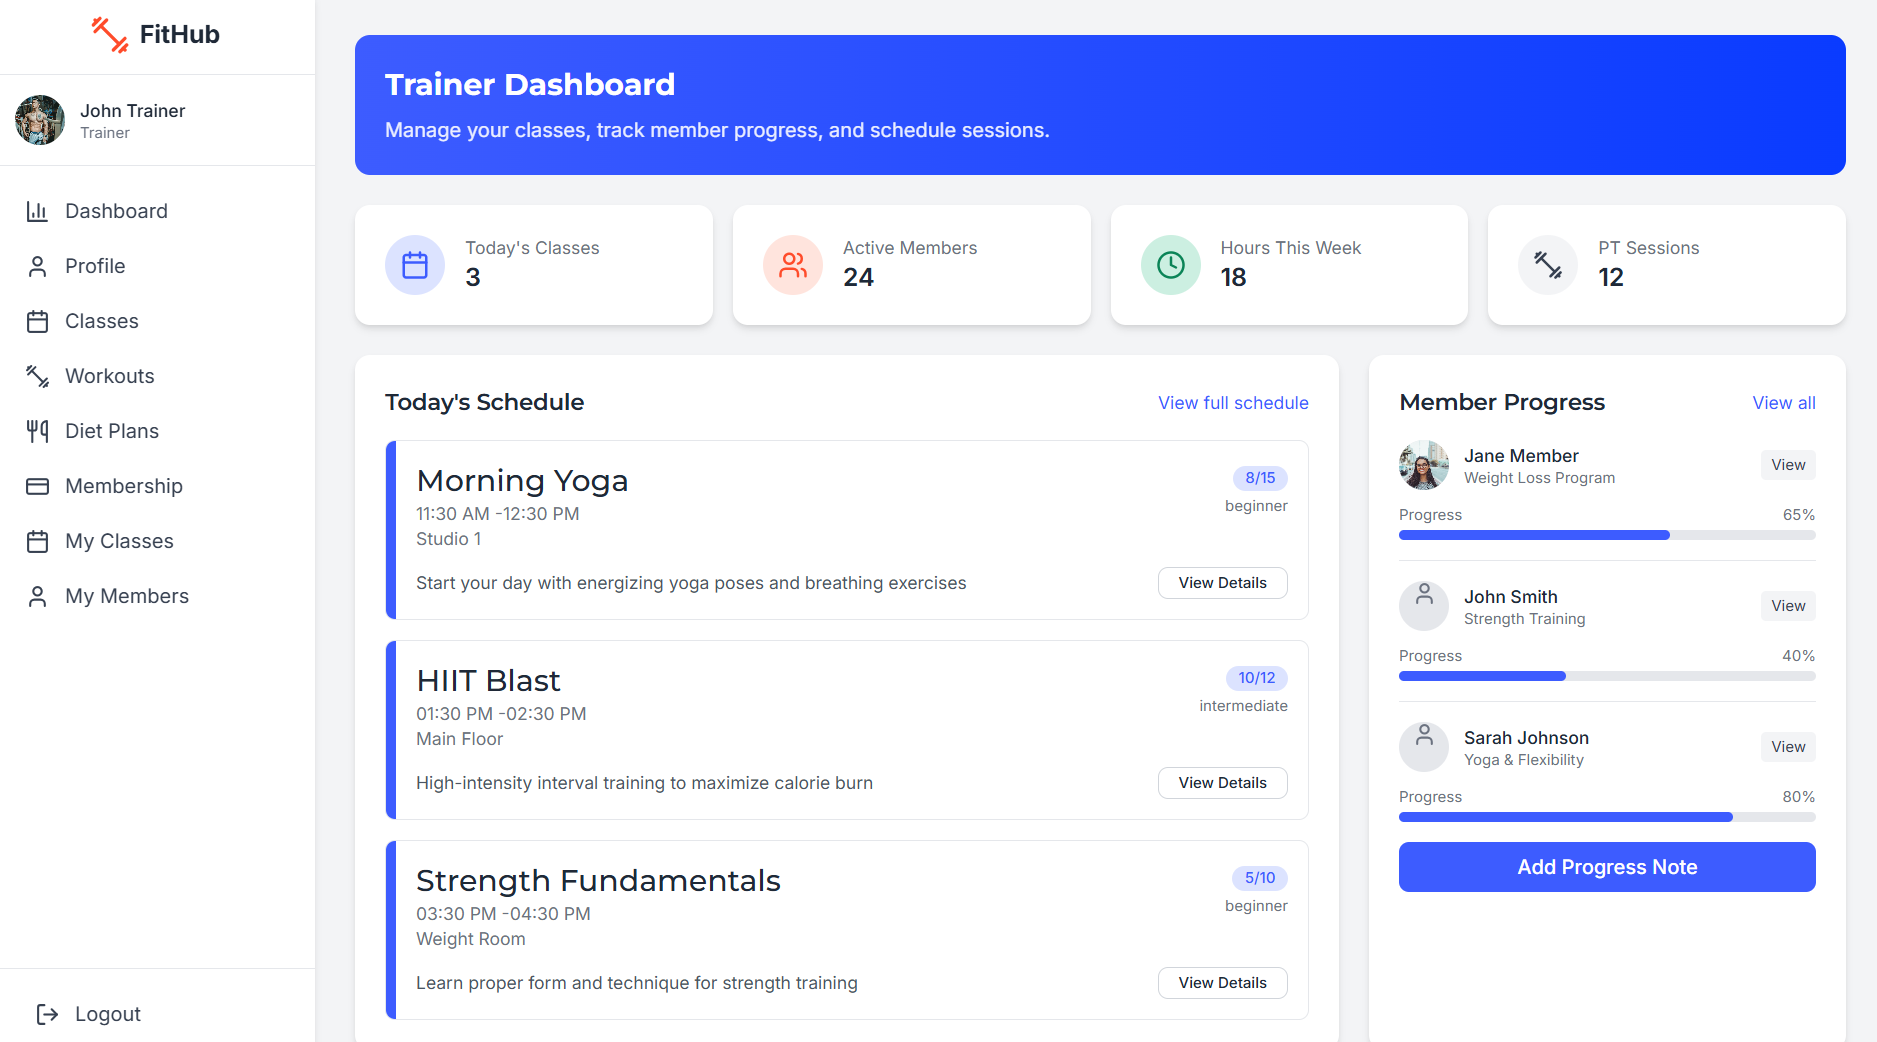 FitHub
John Trainer
Trainer
Dashboard
Profile
Classes
Workouts
Diet Plans
Membership
My Classes
My Members
Logout
Trainer Dashboard
Manage your classes, track member progress, and schedule sessions.
Today's Classes
3
Active Members
24
Hours This Week
18
PT Sessions
12
Today's Schedule
View full schedule
Morning Yoga
8/15
11:30 AM -12:30 PM
beginner
Studio 1
Start your day with energizing yoga poses and breathing exercises
View Details
HIIT Blast
10/12
01:30 PM -02:30 PM
intermediate
Main Floor
High-intensity interval training to maximize calorie burn
View Details
Strength Fundamentals
5/10
03:30 PM -04:30 PM
beginner
Weight Room
Learn proper form and technique for strength training
View Details
Member Progress
View all
Jane Member
Weight Loss Program
View
Progress
65%
John Smith
Strength Training
View
Progress
40%
Sarah Johnson
Yoga & Flexibility
View
Progress
80%
Add Progress Note